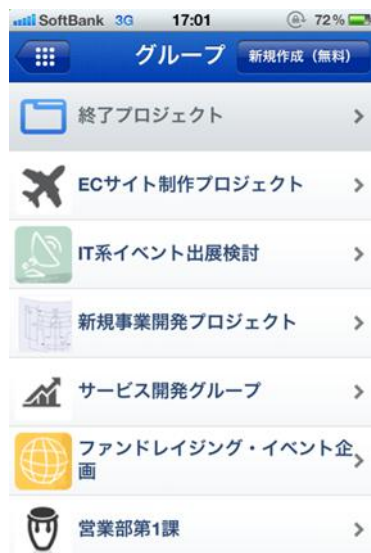 SoftBank 3G 17:01 72%
グループ 新規作成（無料）
終了プロジェクト
ECサイト制作プロジェクト
IT系イベント出展検討
新規事業開発プロジェクト
サービス開発グループ
ファンドレイジング・イベント企
画
営業部第1課